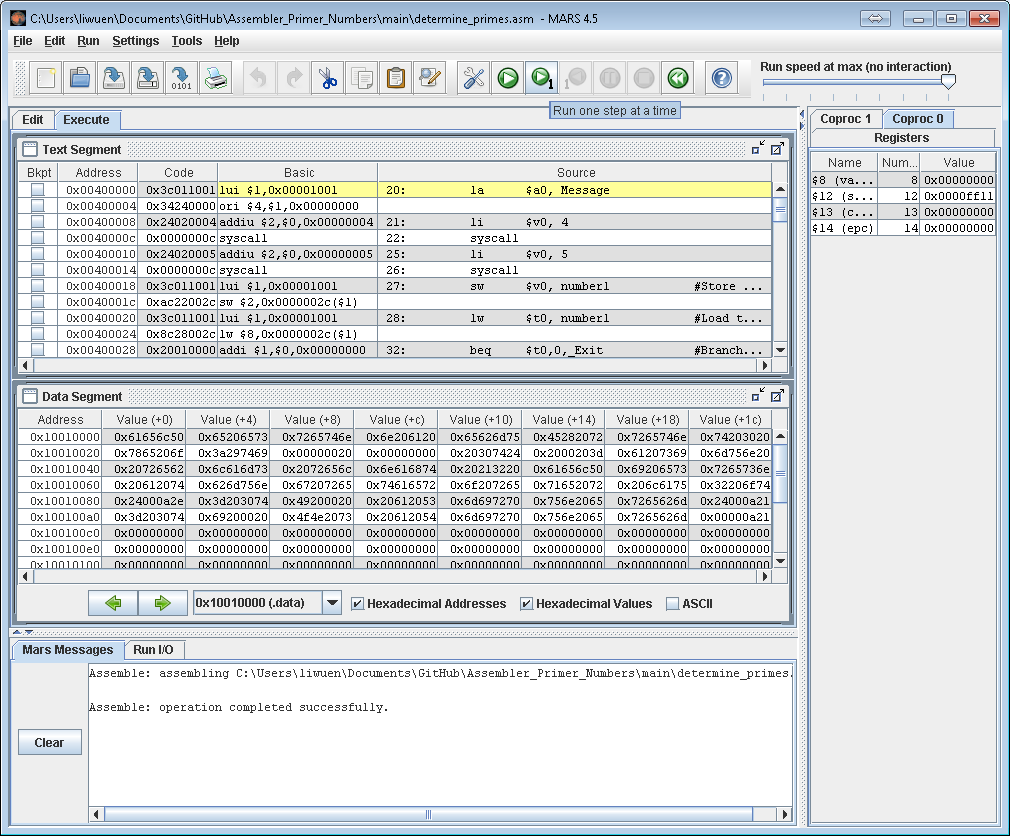 C:\Users\liwuen\Documents\GitHub\Assembler_Primer_Numbers\main\determine_primes.asm - MARS 4.5
File Edit Run Settings Tools Help
Run speed at max (no interaction)
0101
1
1
Run one step at a time
Edit Execute
Coproc 1 Coproc 0
Registers
Name Num... Value
$8 (va... 8 0x00000000
$12 (s... 12 0x0000ff11
$13 (c... 13 0x00000000
$14 (epc) 14 0x00000000
Text Segment
Bkpt Address Code Basic Source
0x00400000 0x3c011001 lui $1,0x00001001 20: la $a0, Message
0x00400004 0x34240000 ori $4,$1,0x00000000
0x00400008 0x24020004 addiu $2,$0,0x00000004 21: li $v0, 4
0x0040000c 0x0000000c syscall 22: syscall
0x00400010 0x24020005 addiu $2,$0,0x00000005 25: li $v0, 5
0x00400014 0x0000000c syscall 26: syscall
0x00400018 0x3c011001 lui $1,0x00001001 27: sw $v0, number1 #Store ...
0x0040001c 0xac22002c sw $2,0x0000002c($1)
0x00400020 0x3c011001 lui $1,0x00001001 28: lw $t0, number1 #Load t...
0x00400024 0x8c28002c lw $8,0x0000002c($1)
0x00400028 0x20010000 addi $1,$0,0x00000000 32: beq $t0,0,_Exit #Branch...
Data Segment
Address Value (+0) Value (+4) Value (+8) Value (+c) Value (+10) Value (+14) Value (+18) Value (+1c)
0x10010000 0x61656c50 0x65206573 0x7265746e 0x6e206120 0x65626d75 0x45282072 0x7265746e 0x74203020
0x10010020 0x7865206f 0x3a297469 0x00000020 0x00000000 0x20307424 0x2000203d 0x61207369 0x6d756e20
0x10010040 0x20726562 0x6c616d73 0x2072656c 0x6e616874 0x20213220 0x61656c50 0x69206573 0x7265736e
0x10010060 0x20612074 0x626d756e 0x67207265 0x74616572 0x6f207265 0x71652072 0x206c6175 0x32206f74
0x10010080 0x24000a2e 0x3d203074 0x49200020 0x20612053 0x6d697270 0x756e2065 0x7265626d 0x24000a21
0x100100a0 0x3d203074 0x69200020 0x4f4e2073 0x20612054 0x6d697270 0x756e2065 0x7265626d 0x00000a21
0x100100c0 0x00000000 0x00000000 0x00000000 0x00000000 0x00000000 0x00000000 0x00000000 0x00000000
0x100100e0 0x00000000 0x00000000 0x00000000 0x00000000 0x00000000 0x00000000 0x00000000 0x00000000
0x10010100 0x00000000 0x00000000 0x00000000 0x00000000 0x00000000 0x00000000 0x00000000 0x00000000
0x10010000 (.data) Hexadecimal Addresses Hexadecimal Values ASCII
Mars Messages Run I/O
Assemble: assembling C:\Users\liwuen\Documents\GitHub\Assembler_Primer_Numbers\main\determine_primes.
Assemble: operation completed successfully.
Clear